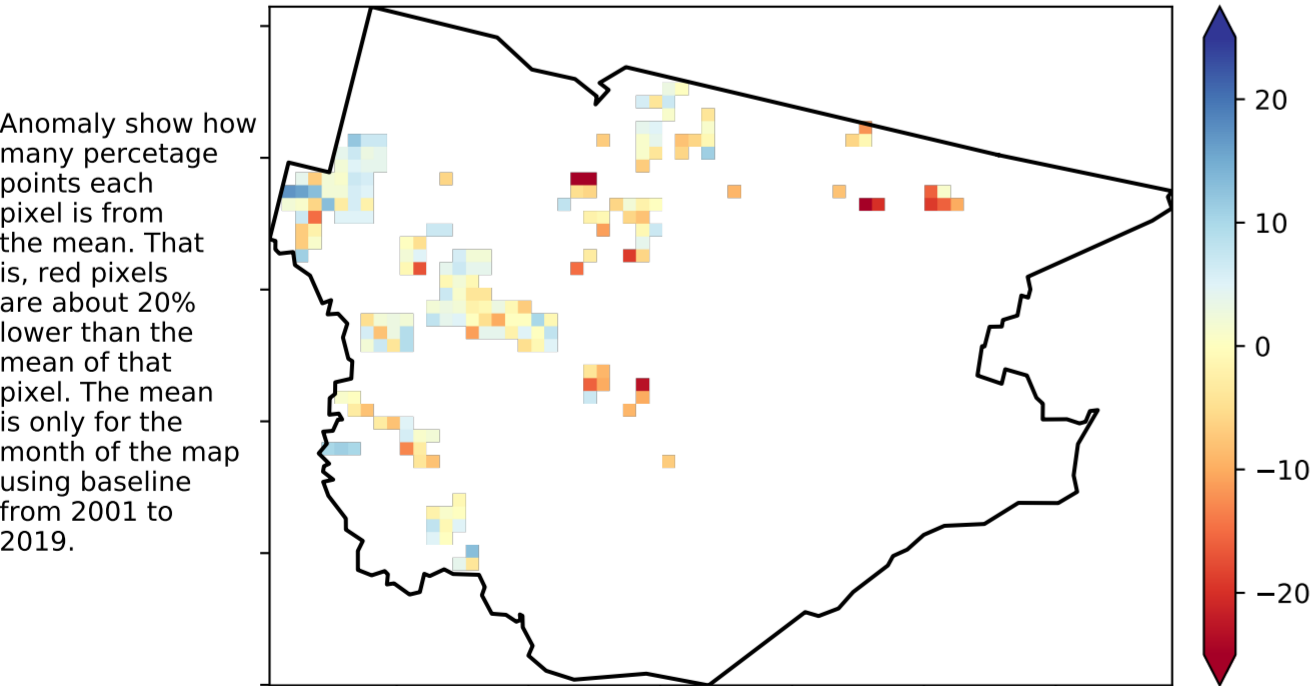 Anomaly show how
many percetage
points each
pixel is from
the mean. That
is, red pixels
are about 20%
lower than the
mean of that
pixel. The mean
is only for the
month of the map
using baseline
from 2001 to
2019.
20
10
0
−10
−20